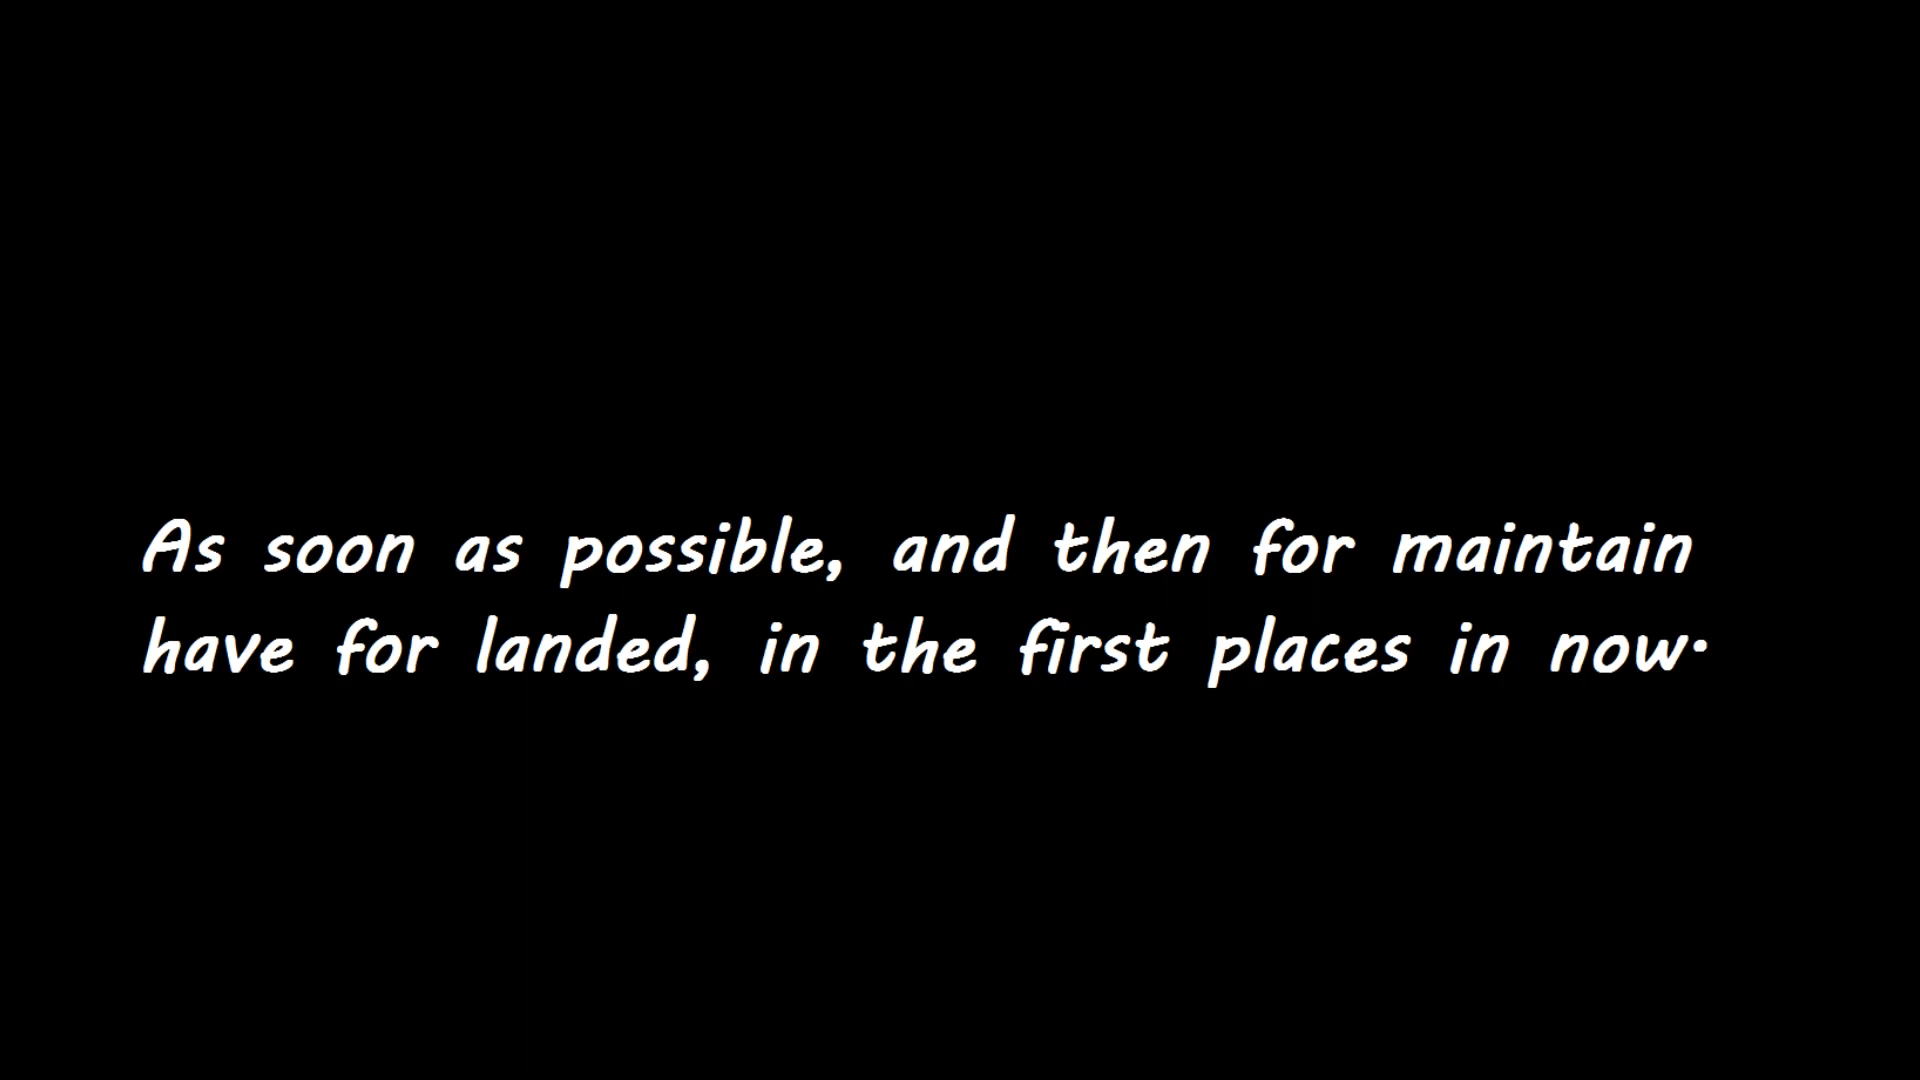 As soon as possible, and then for maintain
have for landed, in the first places in now.